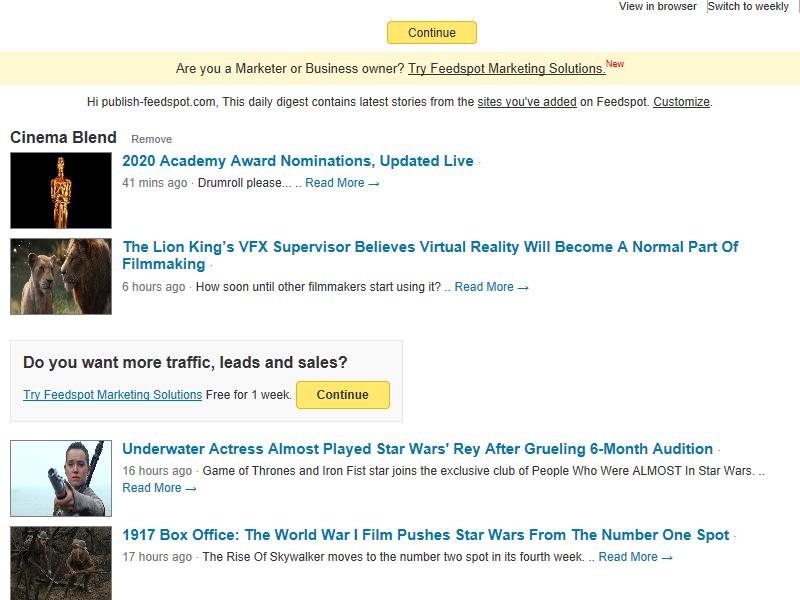 View in browser Switch to weekly
Continue
Are you a Marketer or Business owner? Try Feedspot Marketing Solutions. New
Hi publish-feedspot.com, This daily digest contains latest stories from the sites you've added on Feedspot. Customize.
Cinema Blend Remove
2020 Academy Award Nominations, Updated Live ·
41 mins ago · Drumroll please... .. Read More →
The Lion King’s VFX Supervisor Believes Virtual Reality Will Become A Normal Part Of
Filmmaking ·
6 hours ago · How soon until other filmmakers start using it? .. Read More →
Do you want more traffic, leads and sales?
Try Feedspot Marketing Solutions Free for 1 week. Continue
Underwater Actress Almost Played Star Wars' Rey After Grueling 6-Month Audition ·
16 hours ago · Game of Thrones and Iron Fist star joins the exclusive club of People Who Were ALMOST In Star Wars. ..
Read More →
1917 Box Office: The World War I Film Pushes Star Wars From The Number One Spot ·
17 hours ago · The Rise Of Skywalker moves to the number two spot in its fourth week. .. Read More →